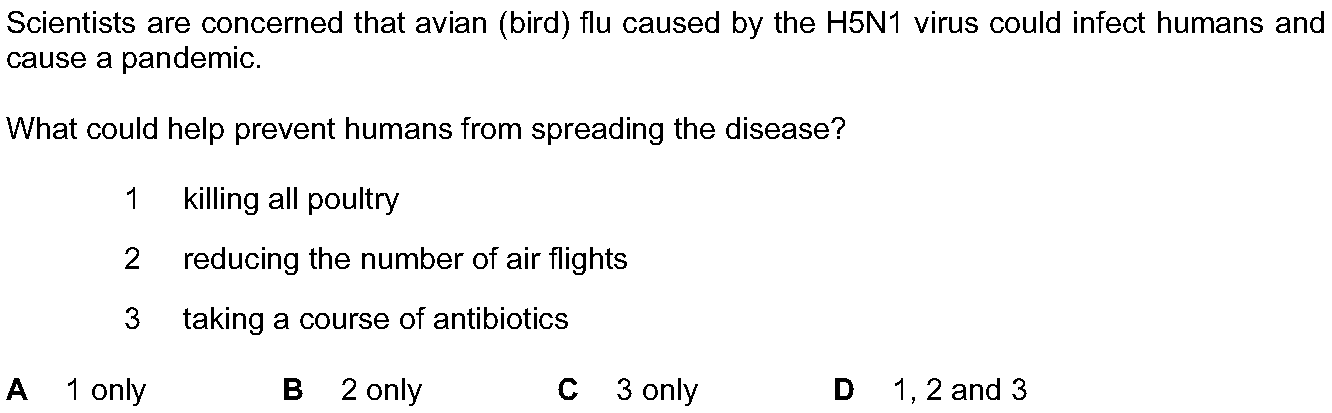 Scientists are concerned that avian (bird) flu caused by the H5N1 virus could infect humans and
cause a pandemic.
What could help prevent humans from spreading the disease?
1 killing all poultry
2 reducing the number of air flights
3 taking a course of antibiotics
A 1 only B 2 only C 3 only D 1, 2 and 3